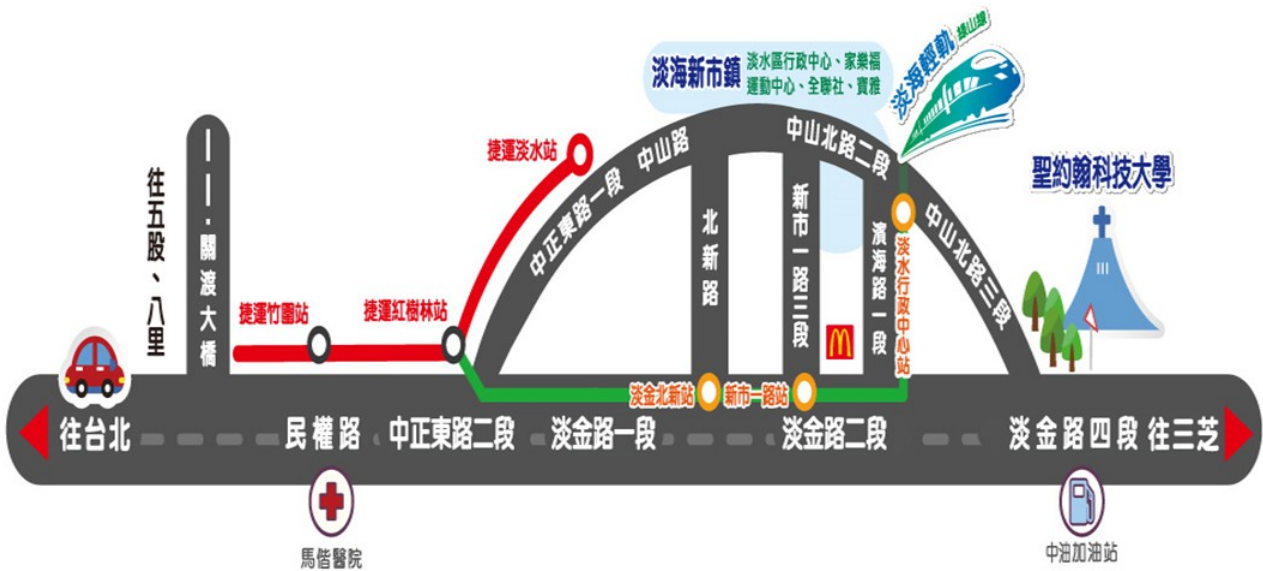 淡海新市鎮
淡水區行政中心、家樂福
運動中心、全聯社、寶雅
淡海輕軌 綠山線
捷運淡水站
中正東路一段
中山路
中山北路二段
中山北路三段
聖約翰科技大學
往五股、八里
關渡大橋
北新路
新市一路三段
濱海路一段
淡水行政中心站
捷運竹圍站
捷運紅樹林站
淡金北新站
新市一路站
往台北
民權路
中正東路二段
淡金路一段
淡金路二段
淡金路四段
往三芝
馬偕醫院
中油加油站